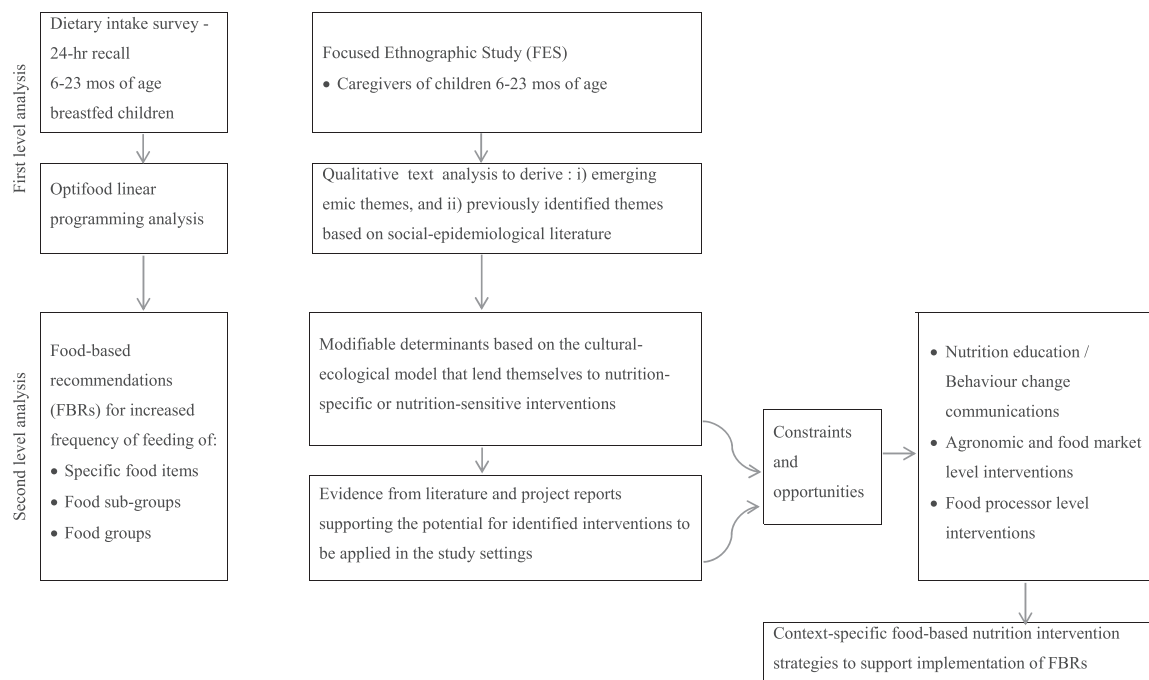 First level analysis
Dietary intake survey -
24-hr recall
6-23 mos of age
breastfed children
Focused Ethnographic Study (FES)
• Caregivers of children 6-23 mos of age
Optifood linear
programming analysis
Qualitative text analysis to derive : i) emerging
emic themes, and ii) previously identified themes
based on social-epidemiological literature
Second level analysis
Food-based
recommendations
(FBRs) for increased
frequency of feeding of:
• Specific food items
• Food sub-groups
• Food groups
Modifiable determinants based on the cultural-
ecological model that lend themselves to nutrition-
specific or nutrition-sensitive interventions
Evidence from literature and project reports
supporting the potential for identified interventions to
be applied in the study settings
Constraints
and
opportunities
• Nutrition education /
Behaviour change
communications
• Agronomic and food market
level interventions
• Food processor level
interventions
Context-specific food-based nutrition intervention
strategies to support implementation of FBRs